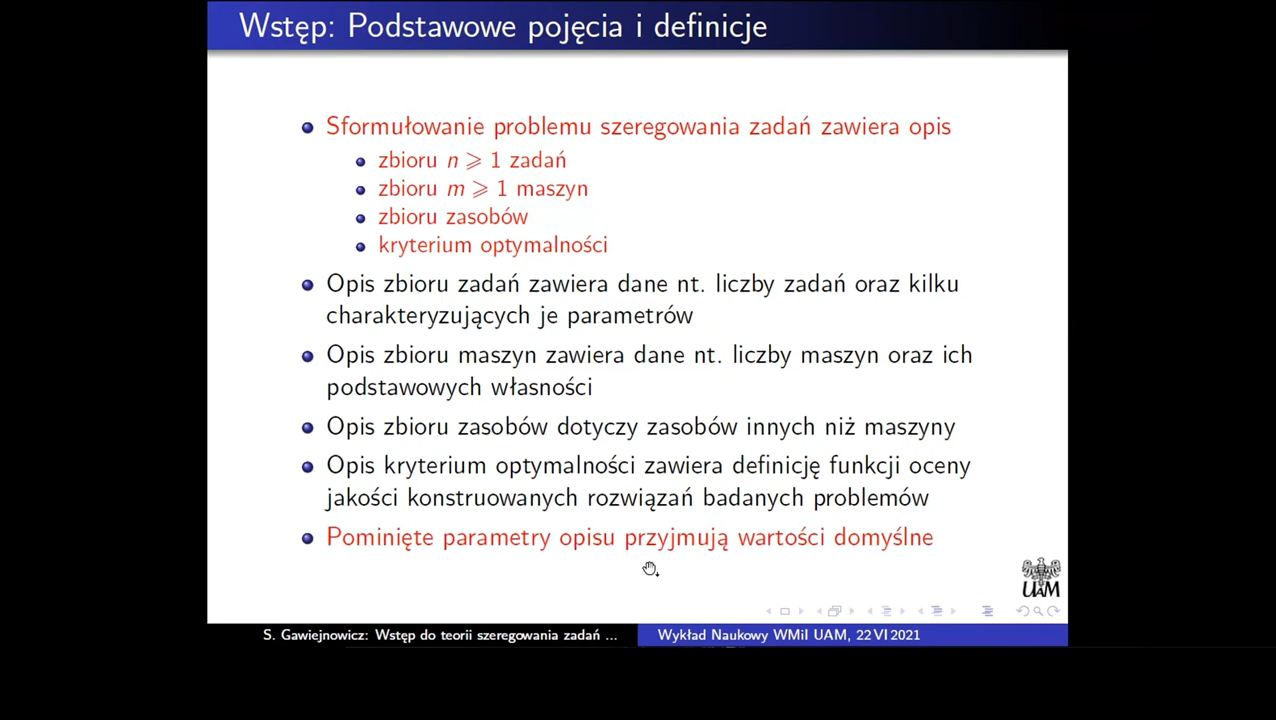 Wstęp: Podstawowe pojęcia i definicje
Sformułowanie problemu szeregowania zadań zawiera opis
zbioru n ⩾ 1 zadań
zbioru m ⩾ 1 maszyn
zbioru zasobów
kryterium optymalności
Opis zbioru zadań zawiera dane nt. liczby zadań oraz kilku
charakteryzujących je parametrów
Opis zbioru maszyn zawiera dane nt. liczby maszyn oraz ich
podstawowych własności
Opis zbioru zasobów dotyczy zasobów innych niż maszyny
Opis kryterium optymalności zawiera definicję funkcji oceny
jakości konstruowanych rozwiązań badanych problemów
Pominięte parametry opisu przyjmują wartości domyślne
UAM
S. Gawiejnowicz: Wstęp do teorii szeregowania zadań ...
Wykład Naukowy WMiI UAM, 22 VI 2021